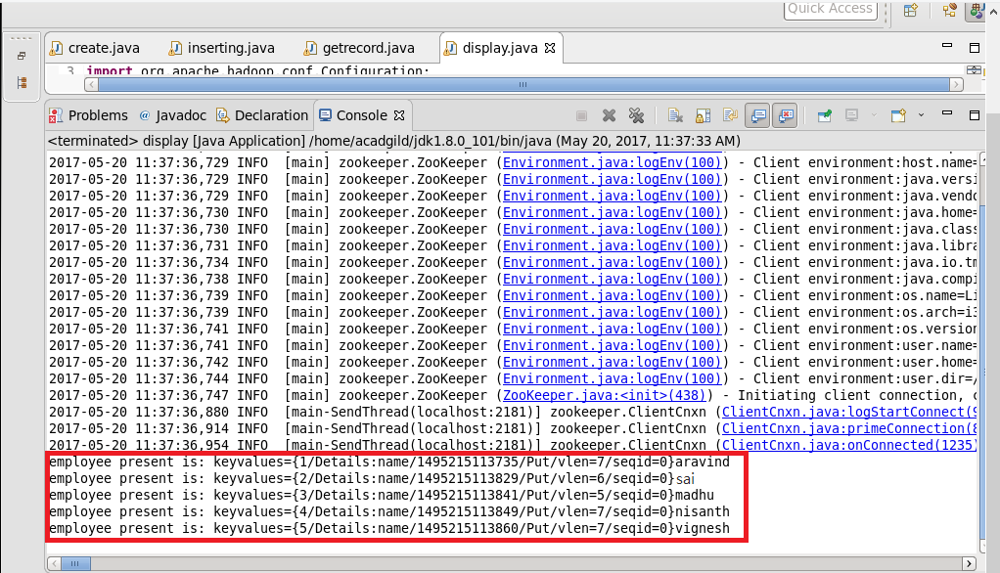 Quick Access
create.java
inserting.java
getrecord.java
display.java
3 import org.apache.hadoop.conf.Configuration;
Problems @ Javadoc Declaration Console
<terminated> display [Java Application] /home/acadgild/jdk1.8.0_101/bin/java (May 20, 2017, 11:37:33 AM)
2017-05-20 11:37:36,729 INFO [main] zookeeper.ZooKeeper (Environment.java:logEnv(100)) - Client environment:host.name=
2017-05-20 11:37:36,729 INFO [main] zookeeper.ZooKeeper (Environment.java:logEnv(100)) - Client environment:java.versi
2017-05-20 11:37:36,729 INFO [main] zookeeper.ZooKeeper (Environment.java:logEnv(100)) - Client environment:java.vendo
2017-05-20 11:37:36,730 INFO [main] zookeeper.ZooKeeper (Environment.java:logEnv(100)) - Client environment:java.home=
2017-05-20 11:37:36,730 INFO [main] zookeeper.ZooKeeper (Environment.java:logEnv(100)) - Client environment:java.class
2017-05-20 11:37:36,731 INFO [main] zookeeper.ZooKeeper (Environment.java:logEnv(100)) - Client environment:java.libra
2017-05-20 11:37:36,734 INFO [main] zookeeper.ZooKeeper (Environment.java:logEnv(100)) - Client environment:java.io.tm
2017-05-20 11:37:36,738 INFO [main] zookeeper.ZooKeeper (Environment.java:logEnv(100)) - Client environment:java.compi
2017-05-20 11:37:36,739 INFO [main] zookeeper.ZooKeeper (Environment.java:logEnv(100)) - Client environment:os.name=Li
2017-05-20 11:37:36,739 INFO [main] zookeeper.ZooKeeper (Environment.java:logEnv(100)) - Client environment:os.arch=i3
2017-05-20 11:37:36,741 INFO [main] zookeeper.ZooKeeper (Environment.java:logEnv(100)) - Client environment:os.version
2017-05-20 11:37:36,741 INFO [main] zookeeper.ZooKeeper (Environment.java:logEnv(100)) - Client environment:user.name=
2017-05-20 11:37:36,742 INFO [main] zookeeper.ZooKeeper (Environment.java:logEnv(100)) - Client environment:user.home=
2017-05-20 11:37:36,744 INFO [main] zookeeper.ZooKeeper (Environment.java:logEnv(100)) - Client environment:user.dir=/
2017-05-20 11:37:36,747 INFO [main] zookeeper.ZooKeeper (ZooKeeper.java:<init>(438)) - Initiating client connection, c
2017-05-20 11:37:36,880 INFO [main-SendThread(localhost:2181)] zookeeper.ClientCnxn (ClientCnxn.java:logStartConnect(9
2017-05-20 11:37:36,914 INFO [main-SendThread(localhost:2181)] zookeeper.ClientCnxn (ClientCnxn.java:primeConnection(8
2017-05-20 11:37:36,954 INFO [main-SendThread(localhost:2181)] zookeeper.ClientCnxn (ClientCnxn.java:onConnected(1235)
employee present is: keyvalues={1/Details:name/1495215113735/Put/vlen=7/seqid=0}aravind
employee present is: keyvalues={2/Details:name/1495215113829/Put/vlen=6/seqid=0}sai
employee present is: keyvalues={3/Details:name/1495215113841/Put/vlen=5/seqid=0}madhu
employee present is: keyvalues={4/Details:name/1495215113849/Put/vlen=7/seqid=0}nisanth
employee present is: keyvalues={5/Details:name/1495215113860/Put/vlen=7/seqid=0}vignesh